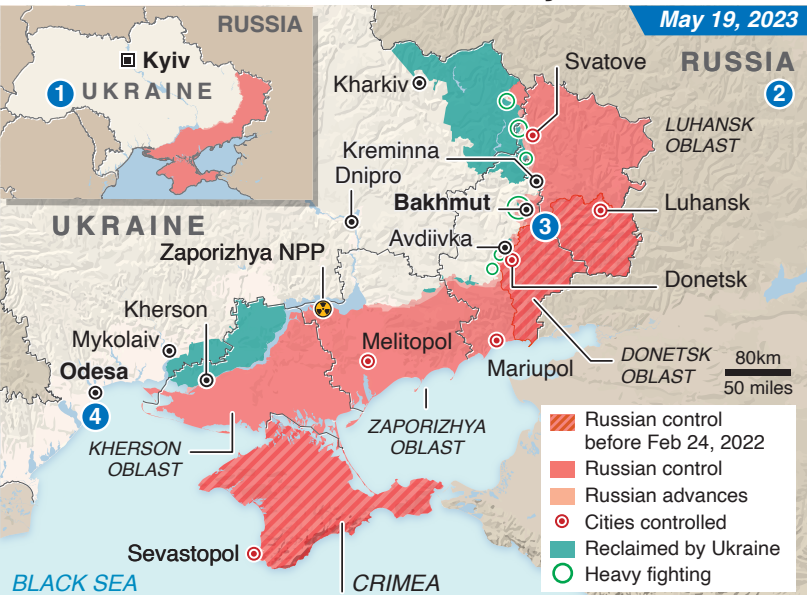 May 19, 2023
RUSSIA
Kyiv
1
UKRAINE
Svatove
RUSSIA
2
Kharkiv
LUHANSK
OBLAST
Kreminna
Dnipro
Bakhmut
Luhansk
UKRAINE
3
Avdiivka
Zaporizhya NPP
Donetsk
Kherson
Mykolaiv
Melitopol
Mariupol
DONETSK
OBLAST
80km
50 miles
Odesa
4
KHERSON
OBLAST
ZAPORIZHYA
OBLAST
Russian control
before Feb 24, 2022
Russian control
Russian advances
Cities controlled
Reclaimed by Ukraine
Heavy fighting
Sevastopol
BLACK SEA
CRIMEA